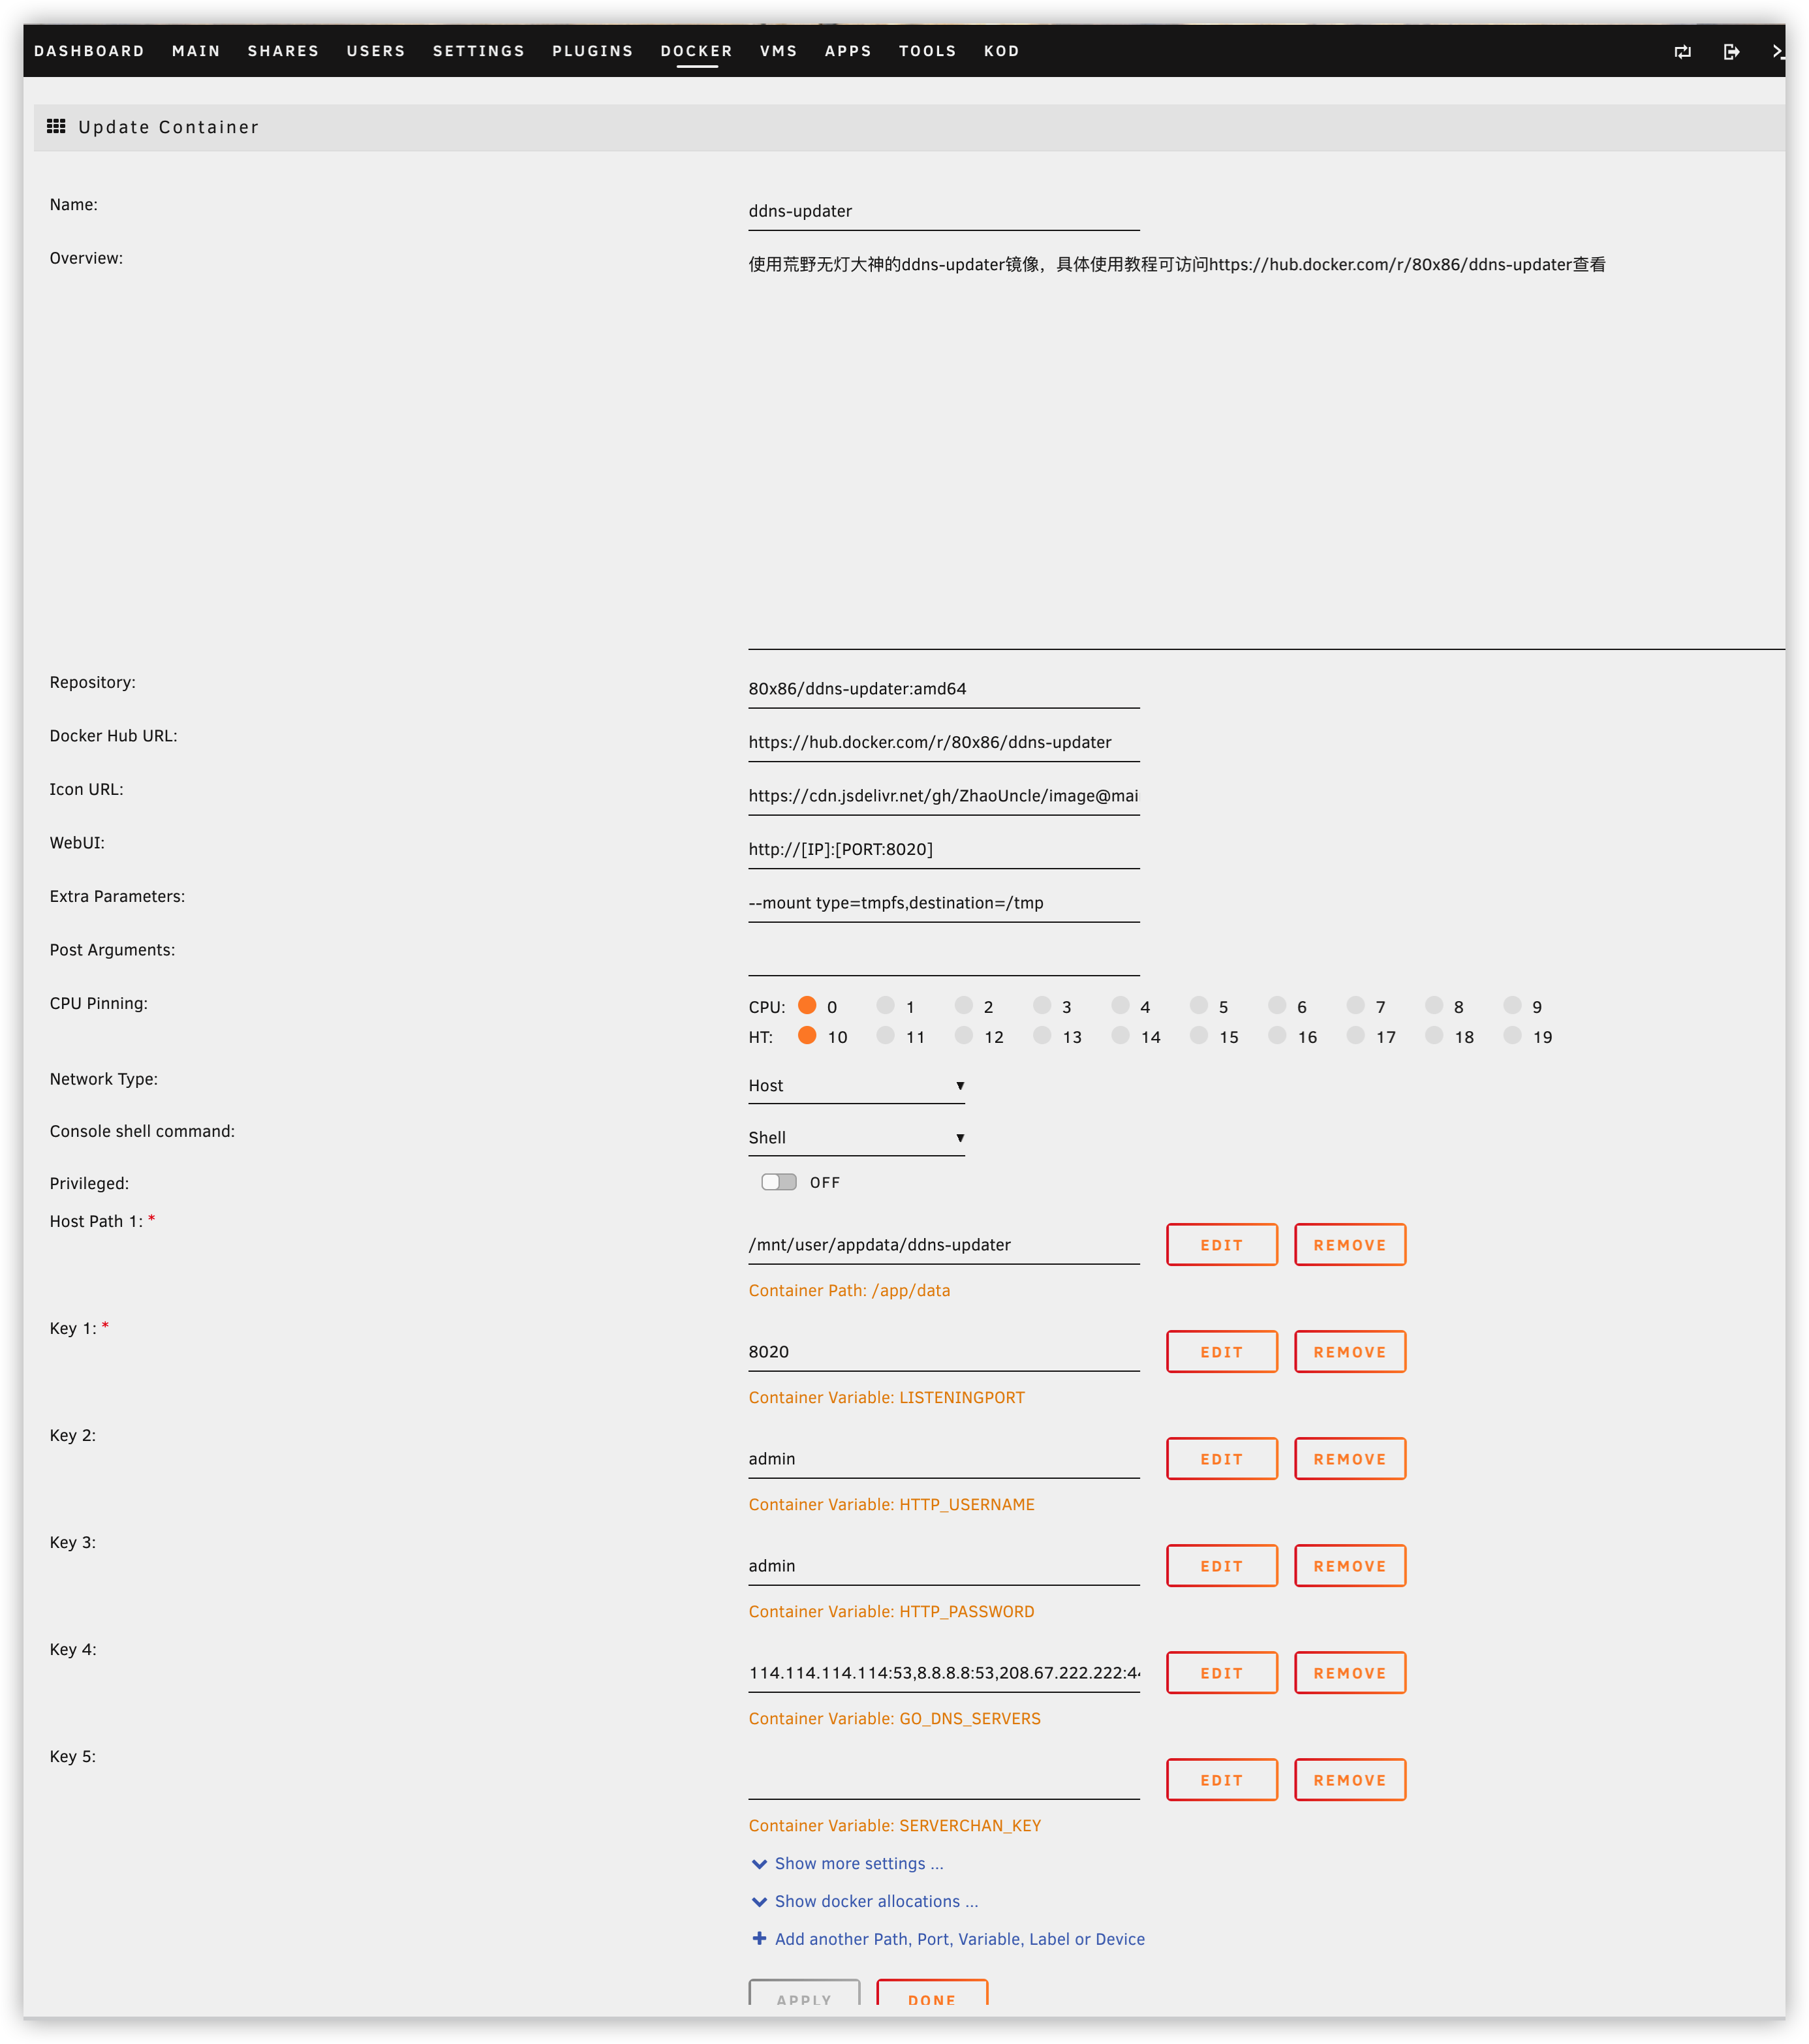 DASHBOARD MAIN SHARES USERS SETTINGS PLUGINS DOCKER VMS APPS TOOLS KOD
Update Container
Name:
ddns-updater
Overview:
使用荒野无灯大神的ddns-updater镜像，具体使用教程可访问https://hub.docker.com/r/80x86/ddns-updater查看
Repository:
80x86/ddns-updater:amd64
Docker Hub URL:
https://hub.docker.com/r/80x86/ddns-updater
Icon URL:
https://cdn.jsdelivr.net/gh/ZhaoUncle/image@mai
WebUI:
http://[IP]:[PORT:8020]
Extra Parameters:
--mount type=tmpfs,destination=/tmp
Post Arguments:
CPU Pinning:
CPU: 0 1 2 3 4 5 6 7 8 9
HT: 10 11 12 13 14 15 16 17 18 19
Network Type:
Host
Console shell command:
Shell
Privileged:
OFF
Host Path 1: *
/mnt/user/appdata/ddns-updater EDIT REMOVE
Container Path: /app/data
Key 1: *
8020 EDIT REMOVE
Container Variable: LISTENINGPORT
Key 2:
admin EDIT REMOVE
Container Variable: HTTP_USERNAME
Key 3:
admin EDIT REMOVE
Container Variable: HTTP_PASSWORD
Key 4:
114.114.114.114:53,8.8.8.8:53,208.67.222.222:44 EDIT REMOVE
Container Variable: GO_DNS_SERVERS
Key 5:
EDIT REMOVE
Container Variable: SERVERCHAN_KEY
Show more settings ...
Show docker allocations ...
Add another Path, Port, Variable, Label or Device
APPLY DONE